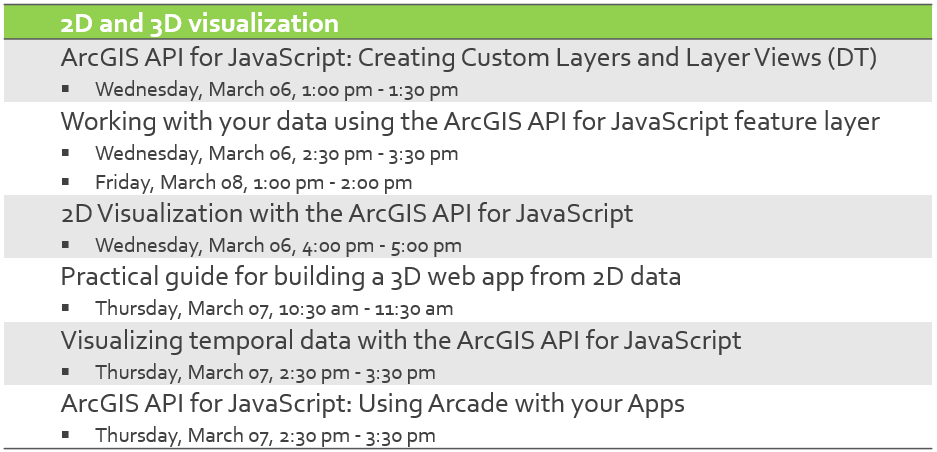 2D and 3D visualization
ArcGIS API for JavaScript: Creating Custom Layers and Layer Views (DT)
▪ Wednesday, March 06, 1:00 pm - 1:30 pm
Working with your data using the ArcGIS API for JavaScript feature layer
▪ Wednesday, March 06, 2:30 pm - 3:30 pm
▪ Friday, March 08, 1:00 pm - 2:00 pm
2D Visualization with the ArcGIS API for JavaScript
▪ Wednesday, March 06, 4:00 pm - 5:00 pm
Practical guide for building a 3D web app from 2D data
▪ Thursday, March 07, 10:30 am - 11:30 am
Visualizing temporal data with the ArcGIS API for JavaScript
▪ Thursday, March 07, 2:30 pm - 3:30 pm
ArcGIS API for JavaScript: Using Arcade with your Apps
▪ Thursday, March 07, 2:30 pm - 3:30 pm